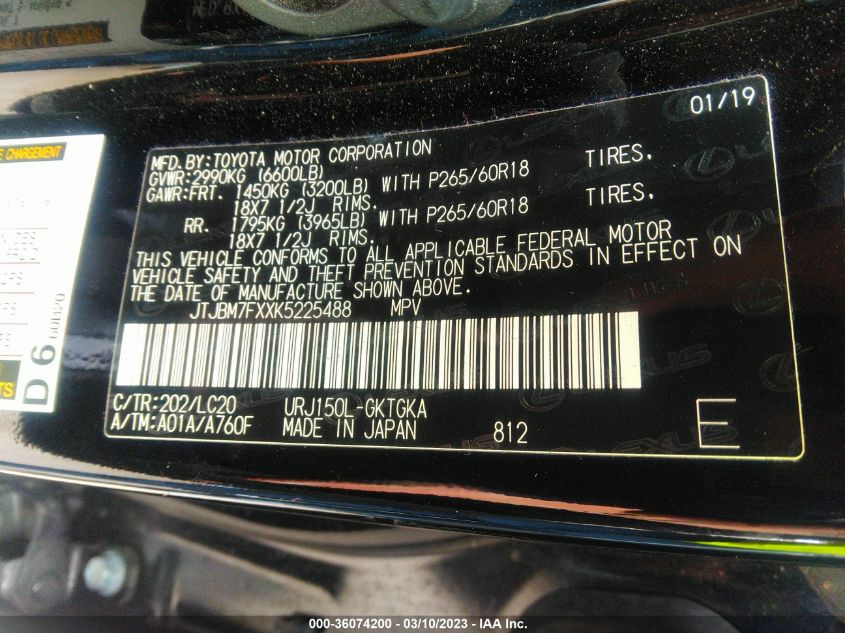 01/19
MFD.BY:TOYOTA MOTOR CORPORATION
GVWR:2990KG (6600LB)
GAWR:FRT. 1450KG (3200LB) WITH P265/60R18 TIRES,
18X7 1/2J RIMS.
RR. 1795KG (3965LB) WITH P265/60R18 TIRES,
18X7 1/2J RIMS.
THIS VEHICLE CONFORMS TO ALL APPLICABLE FEDERAL MOTOR
VEHICLE SAFETY AND THEFT PREVENTION STANDARDS IN EFFECT ON
THE DATE OF MANUFACTURE SHOWN ABOVE.
JTJBM7FXXK5225488 MPV
C/TR:202/LC20 URJ150L-GKTGKA
A/TM:A01A/A760F MADE IN JAPAN 812 E
CHARGEMENT
D6 60B20
LEXUS
000-36074200 - 03/10/2023 - IAA Inc.